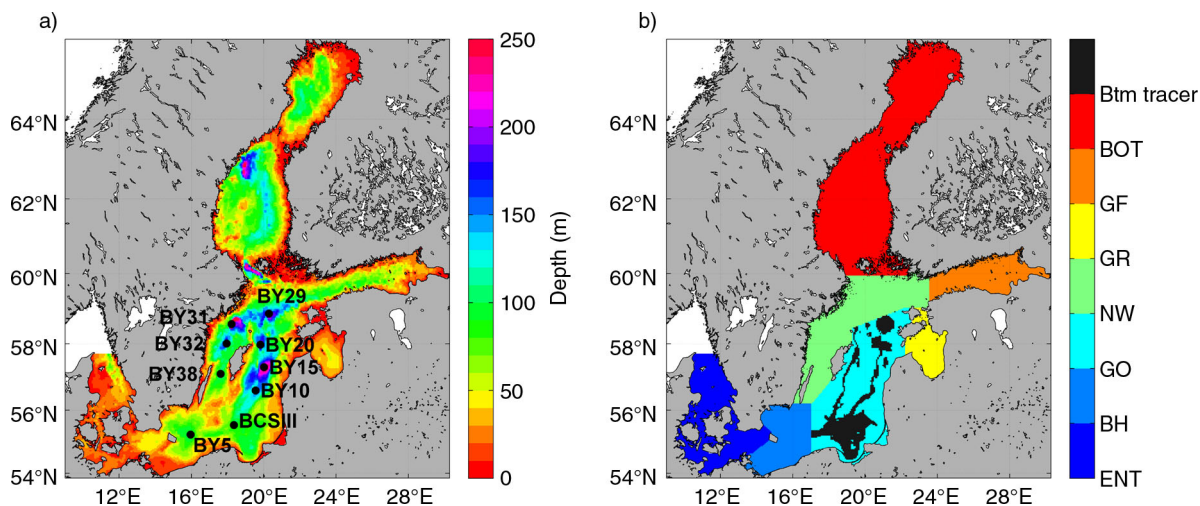 a)
64°N
62°N
60°N
58°N
56°N
54°N
12°E
16°E
20°E
24°E
28°E
BY29
BY31
BY32
BY20
BY38
BY15
BY10
BCSIII
BY5
250
200
150
100
50
0
Depth (m)
b)
64°N
62°N
60°N
58°N
56°N
54°N
12°E
16°E
20°E
24°E
28°E
Btm tracer
BOT
GF
GR
NW
GO
BH
ENT